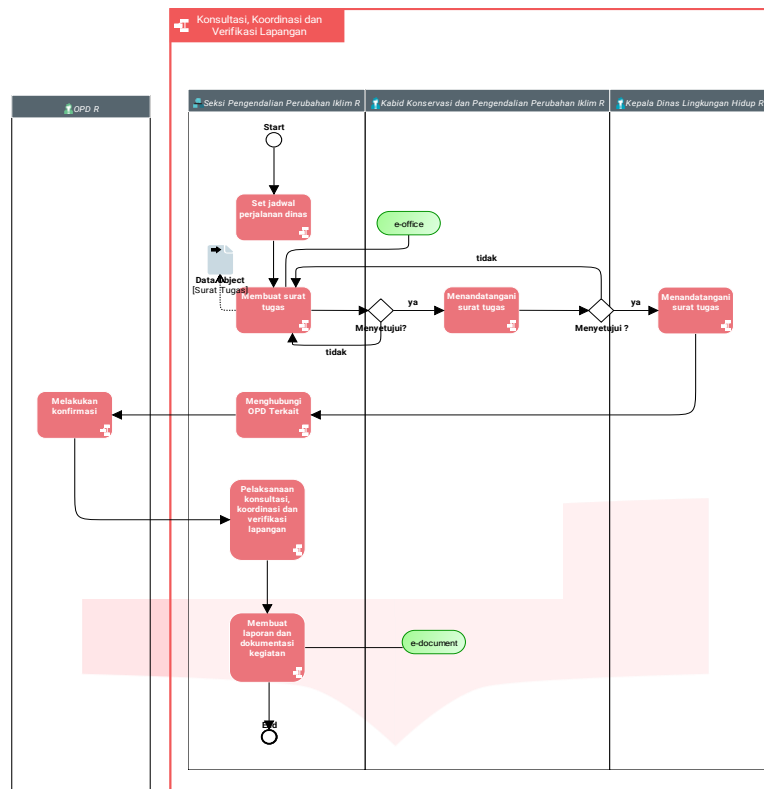 Konsultasi, Koordinasi dan
Verifikasi Lapangan
OPD R
Seksi Pengendalian Perubahan Iklim R
Kabid Konservasi dan Pengendalian Perubahan Iklim R
Kepala Dinas Lingkungan Hidup R
Start
Set jadwal
perjalanan dinas
e-office
tidak
Data Object
[Surat Tugas]
Membuat surat
tugas
Menyetujui?
ya
Menandatangani
surat tugas
Menyetujui ?
ya
Menandatangani
surat tugas
tidak
Melakukan
konfirmasi
Menghubungi
OPD Terkait
Pelaksanaan
konsultasi,
koordinasi dan
verifikasi
lapangan
Membuat
laporan dan
dokumentasi
kegiatan
e-document
End